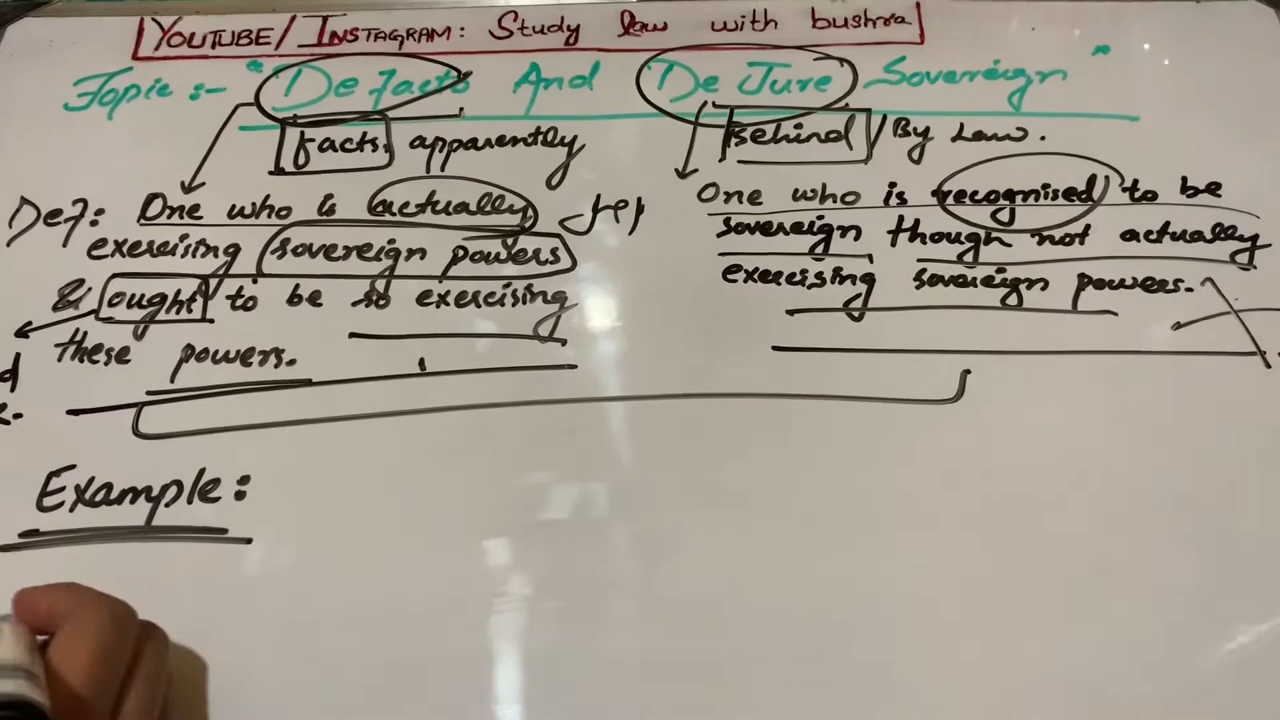 YOUTUBE/INSTAGRAM: Study law with bushra
Topic :- "De facto And De Jure Sovereign"
facts. apparently
Behind / By Law.
Def: One who is actually
exercising sovereign powers
& ought to be so exercising
these powers.
One who is recognised to be
sovereign though not actually
exercising sovereign powers.
Example: